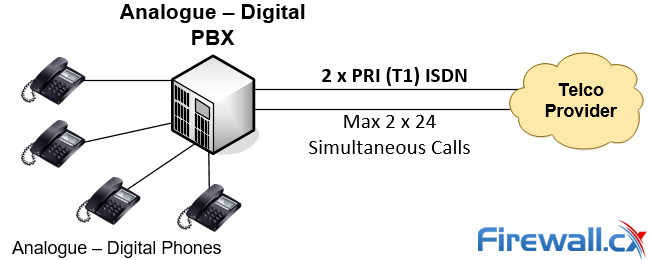 Analogue – Digital
PBX
2 x PRI (T1) ISDN
Max 2 x 24
Simultaneous Calls
Telco
Provider
Analogue – Digital Phones
Firewall.cx